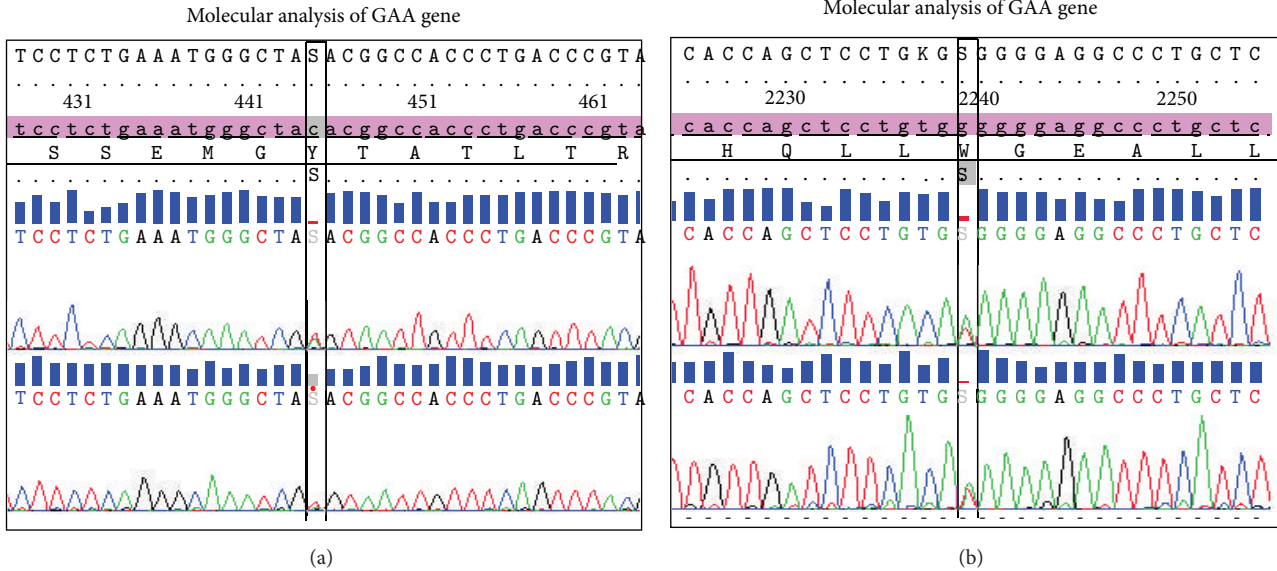 Molecular analysis of GAA gene
TCCTCTGAAATGGGCTASACGGCCACCCTGACCCGTA
431 441 451 461
tcctctgaaatgggctacacggccaccctgacccgta
S S E M G Y T A T L T R
S
TCCTCTGAAATGGGCTASACGGCCACCCTGACCCGTA
TCCTCTGAAATGGGCTASACGGCCACCCTGACCCGTA
(a)
Molecular analysis of GAA gene
CACCAGCTCCTGKGSGGGGAGGCCCTGCTC
2230 2240 2250
caccagctcctgtggggggaggccctgctc
H Q L L W G E A L L
S
CACCAGCTCCTGTGSGGGGAGGCCCTGCTC
CACCAGCTCCTGTGSGGGGAGGCCCTGCTC
(b)